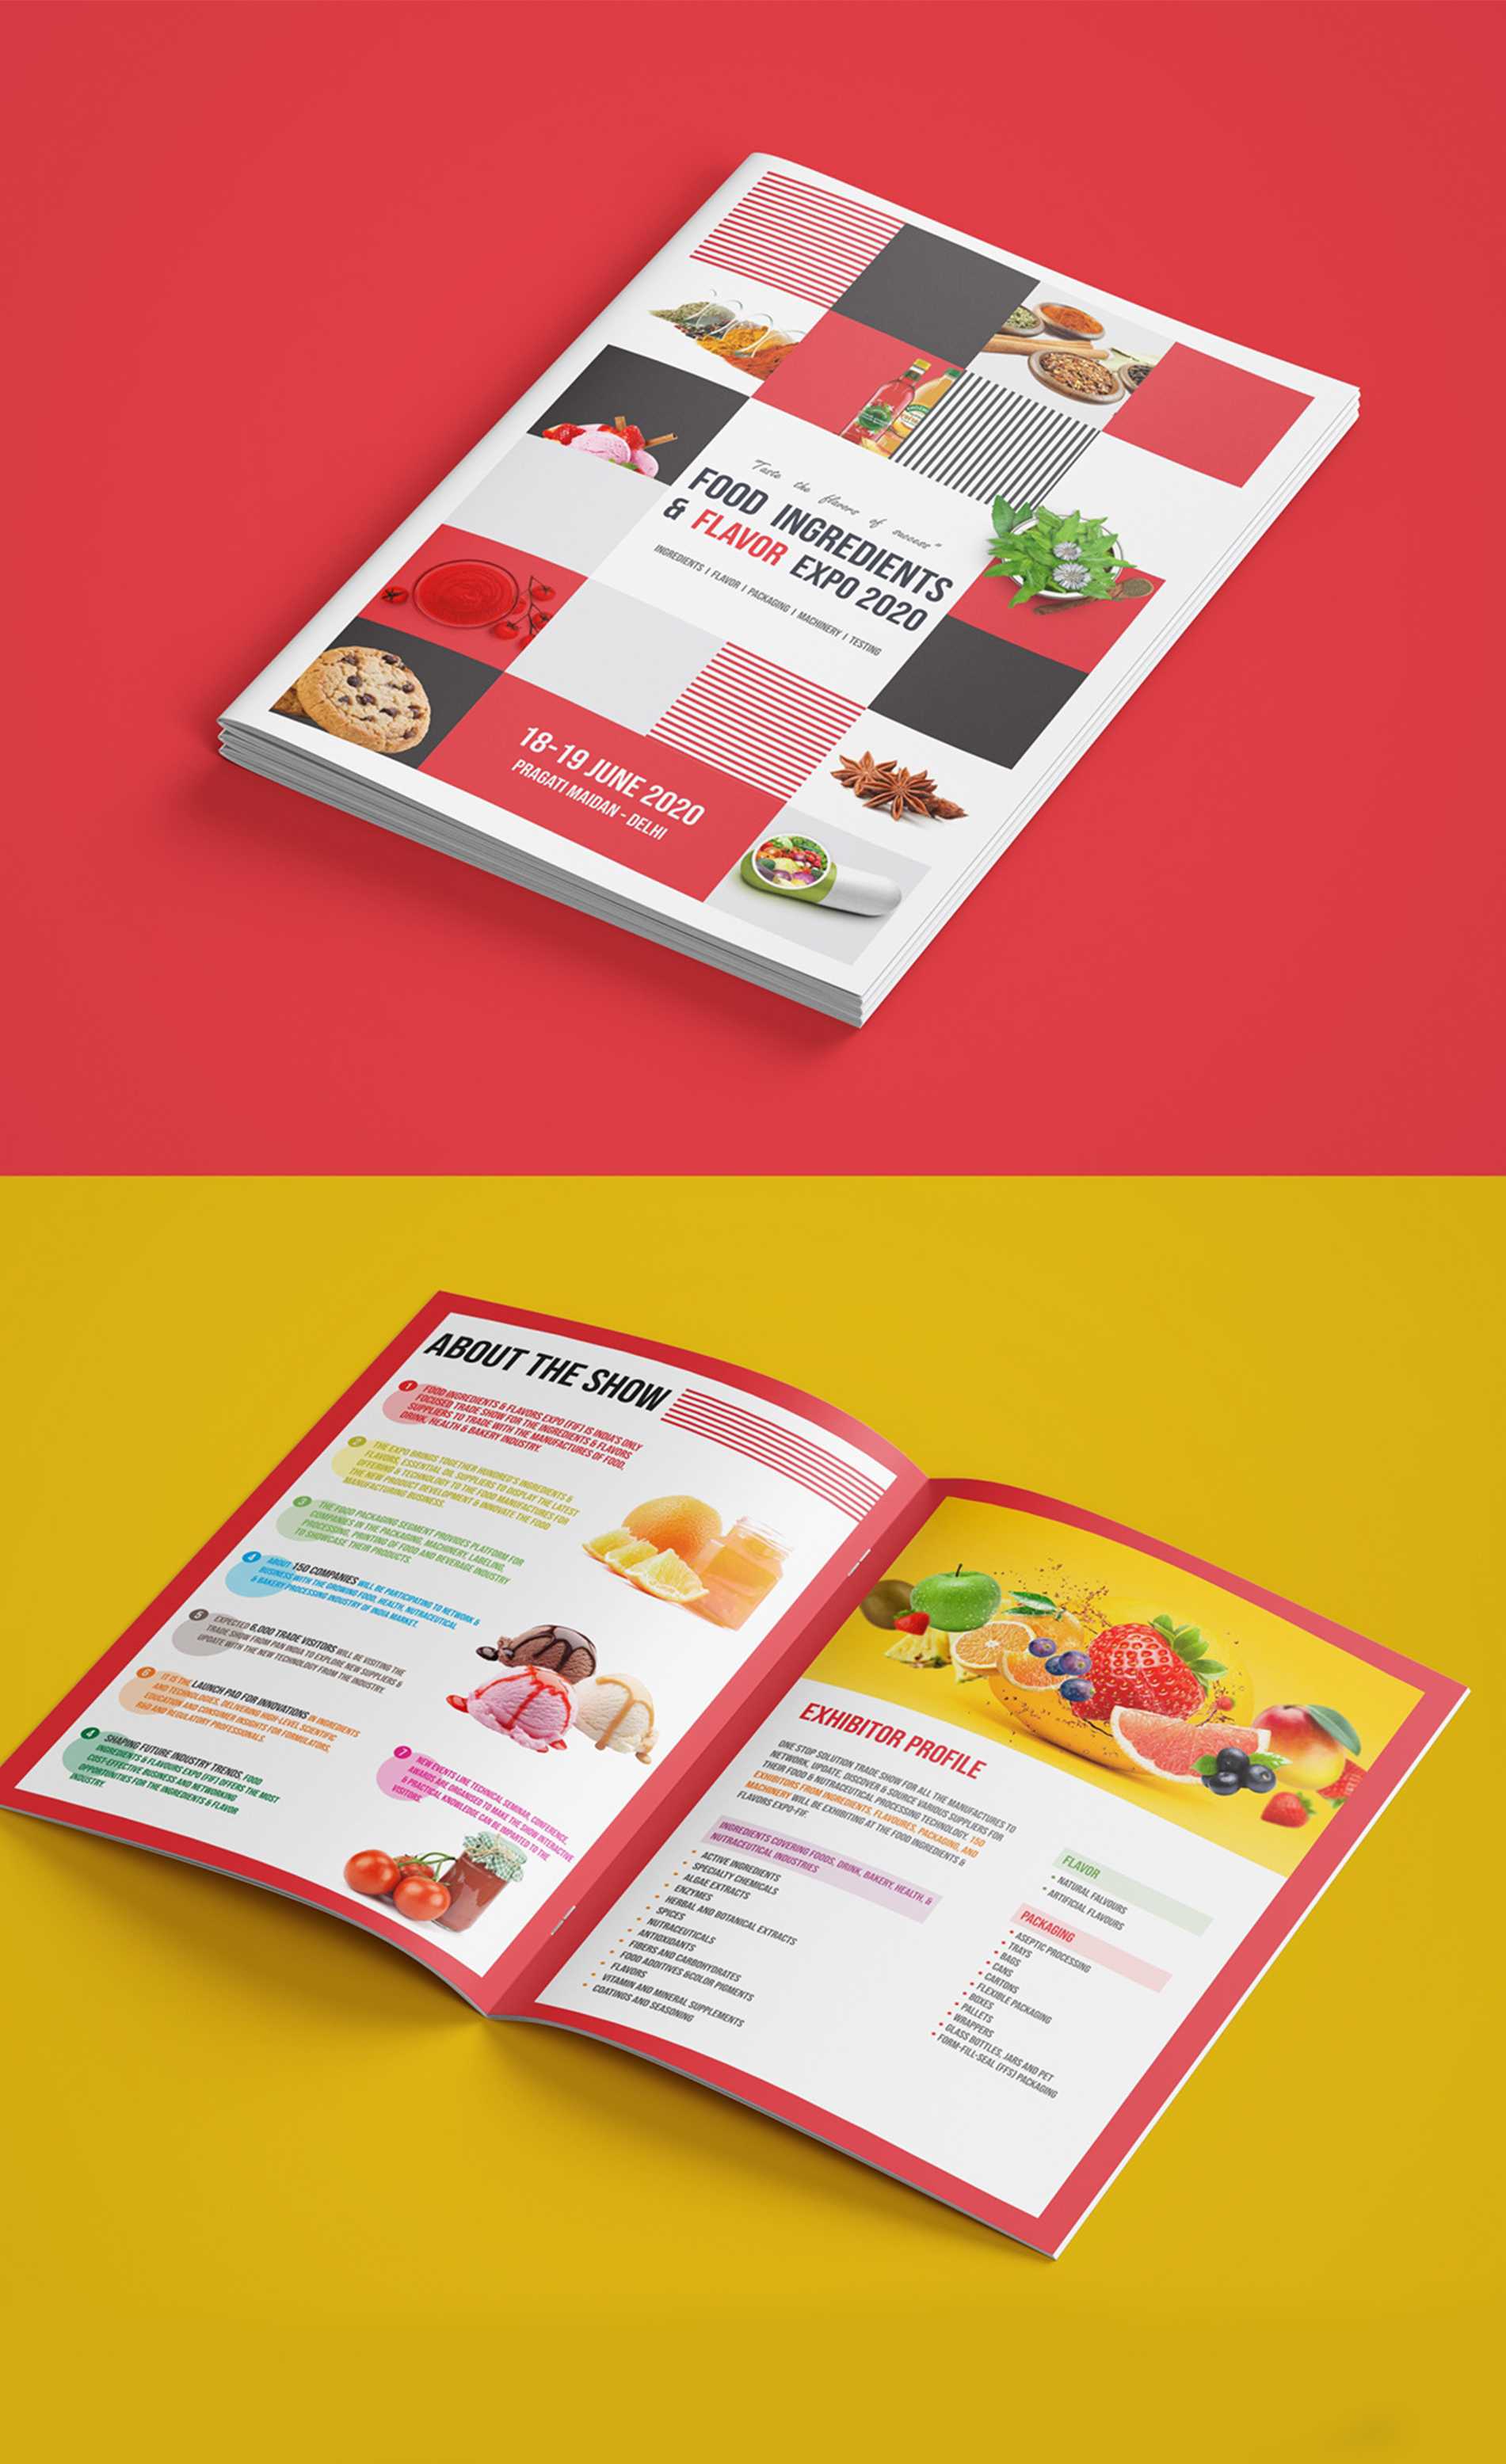 "Taste the flavors of success"
FOOD INGREDIENTS
& FLAVOR EXPO 2020
INGREDIENTS I FLAVOR I PACKAGING I MACHINERY I TESTING
18-19 JUNE 2020
PRAGATI MAIDAN - DELHI
ABOUT THE SHOW
1
FOOD INGREDIENTS & FLAVORS EXPO (FIF) IS INDIA'S ONLY
FOCUSED TRADE SHOW FOR THE INGREDIENTS & FLAVORS
SUPPLIERS TO TRADE WITH THE MANUFACTURES OF FOOD,
DRINK, HEALTH & BAKERY INDUSTRY.
2
THE EXPO BRINGS TOGETHER HUNDRED'S INGREDIENTS &
FLAVORS, ESSENTIAL OIL SUPPLIERS TO DISPLAY THE LATEST
OFFERING & TECHNOLOGY TO THE FOOD MANUFACTURES FOR
THE NEW PRODUCT DEVELOPMENT & INNOVATE THE FOOD
MANUFACTURING BUSINESS.
3
THE FOOD PACKAGING SEGMENT PROVIDES PLATFORM FOR
COMPANIES IN THE PACKAGING, MACHINERY, LABELING,
PROCESSING, PRINTING OF FOOD AND BEVERAGE INDUSTRY
TO SHOWCASE THEIR PRODUCTS.
4
ABOUT 150 COMPANIES WILL BE PARTICIPATING TO NETWORK &
BUSINESS WITH THE GROWING FOOD, HEALTH, NUTRACEUTICAL
& BAKERY PROCESSING INDUSTRY OF INDIA MARKET.
5
EXPECTED 6,000 TRADE VISITORS WILL BE VISITING THE
TRADE SHOW FROM PAN INDIA TO EXPLORE NEW SUPPLIERS &
UPDATE WITH THE NEW TECHNOLOGY FROM THE INDUSTRY.
6
IT IS THE LAUNCH PAD FOR INNOVATIONS IN INGREDIENTS
AND TECHNOLOGIES, DELIVERING HIGH-LEVEL SCIENTIFIC
EDUCATION AND CONSUMER INSIGHTS FOR FORMULATORS,
R&D AND REGULATORY PROFESSIONALS.
4
SHAPING FUTURE INDUSTRY TRENDS, FOOD
INGREDIENTS & FLAVOURS EXPO (FIF) OFFERS THE MOST
COST-EFFECTIVE BUSINESS AND NETWORKING
OPPORTUNITIES FOR THE INGREDIENTS & FLAVOR
INDUSTRY.
7
NEW EVENTS LINE TECHNICAL SEMINAR, CONFERENCE,
AWARDS ARE ORGANISED TO MAKE THE SHOW INTERACTIVE
& PRACTICAL KNOWLEDGE CAN BE IMPARTED TO THE
VISITORS.
EXHIBITOR PROFILE
ONE STOP SOLUTION TRADE SHOW FOR ALL THE MANUFACTURES TO
NETWORK, UPDATE, DISCOVER & SOURCE VARIOUS SUPPLIERS FOR
THEIR FOOD & NUTRACEUTICAL PROCESSING TECHNOLOGY. 150
EXHIBITORS FROM INGREDIENTS, FLAVOURES, PACKAGING, AND
MACHINERY WILL BE EXHIBITING AT THE FOOD INGREDIENTS &
FLAVORS EXPO-FIF.
INGREDIENTS COVERING FOODS, DRINK, BAKERY, HEALTH, &
NUTRACEUTICAL INDUSTRIES
• ACTIVE INGREDIENTS
• SPECIALTY CHEMICALS
• ALGAE EXTRACTS
• ENZYMES
• HERBAL AND BOTANICAL EXTRACTS
• SPICES
• NUTRACEUTICALS
• ANTIOXIDANTS
• FIBERS AND CARBOHYDRATES
• FOOD ADDITIVES &COLOR PIGMENTS
• FLAVORS
• VITAMIN AND MINERAL SUPPLEMENTS
• COATINGS AND SEASONING
FLAVOR
• NATURAL FALVOURS
• ARTIFICIAL FLAVOURS
PACKAGING
• ASEPTIC PROCESSING
• TRAYS
• BAGS
• CANS
• CARTONS
• FLEXIBLE PACKAGING
• BOXES
• PALLETS
• WRAPPERS
• GLASS BOTTLES, JARS AND PET
• FORM-FILL-SEAL (FFS) PACKAGING